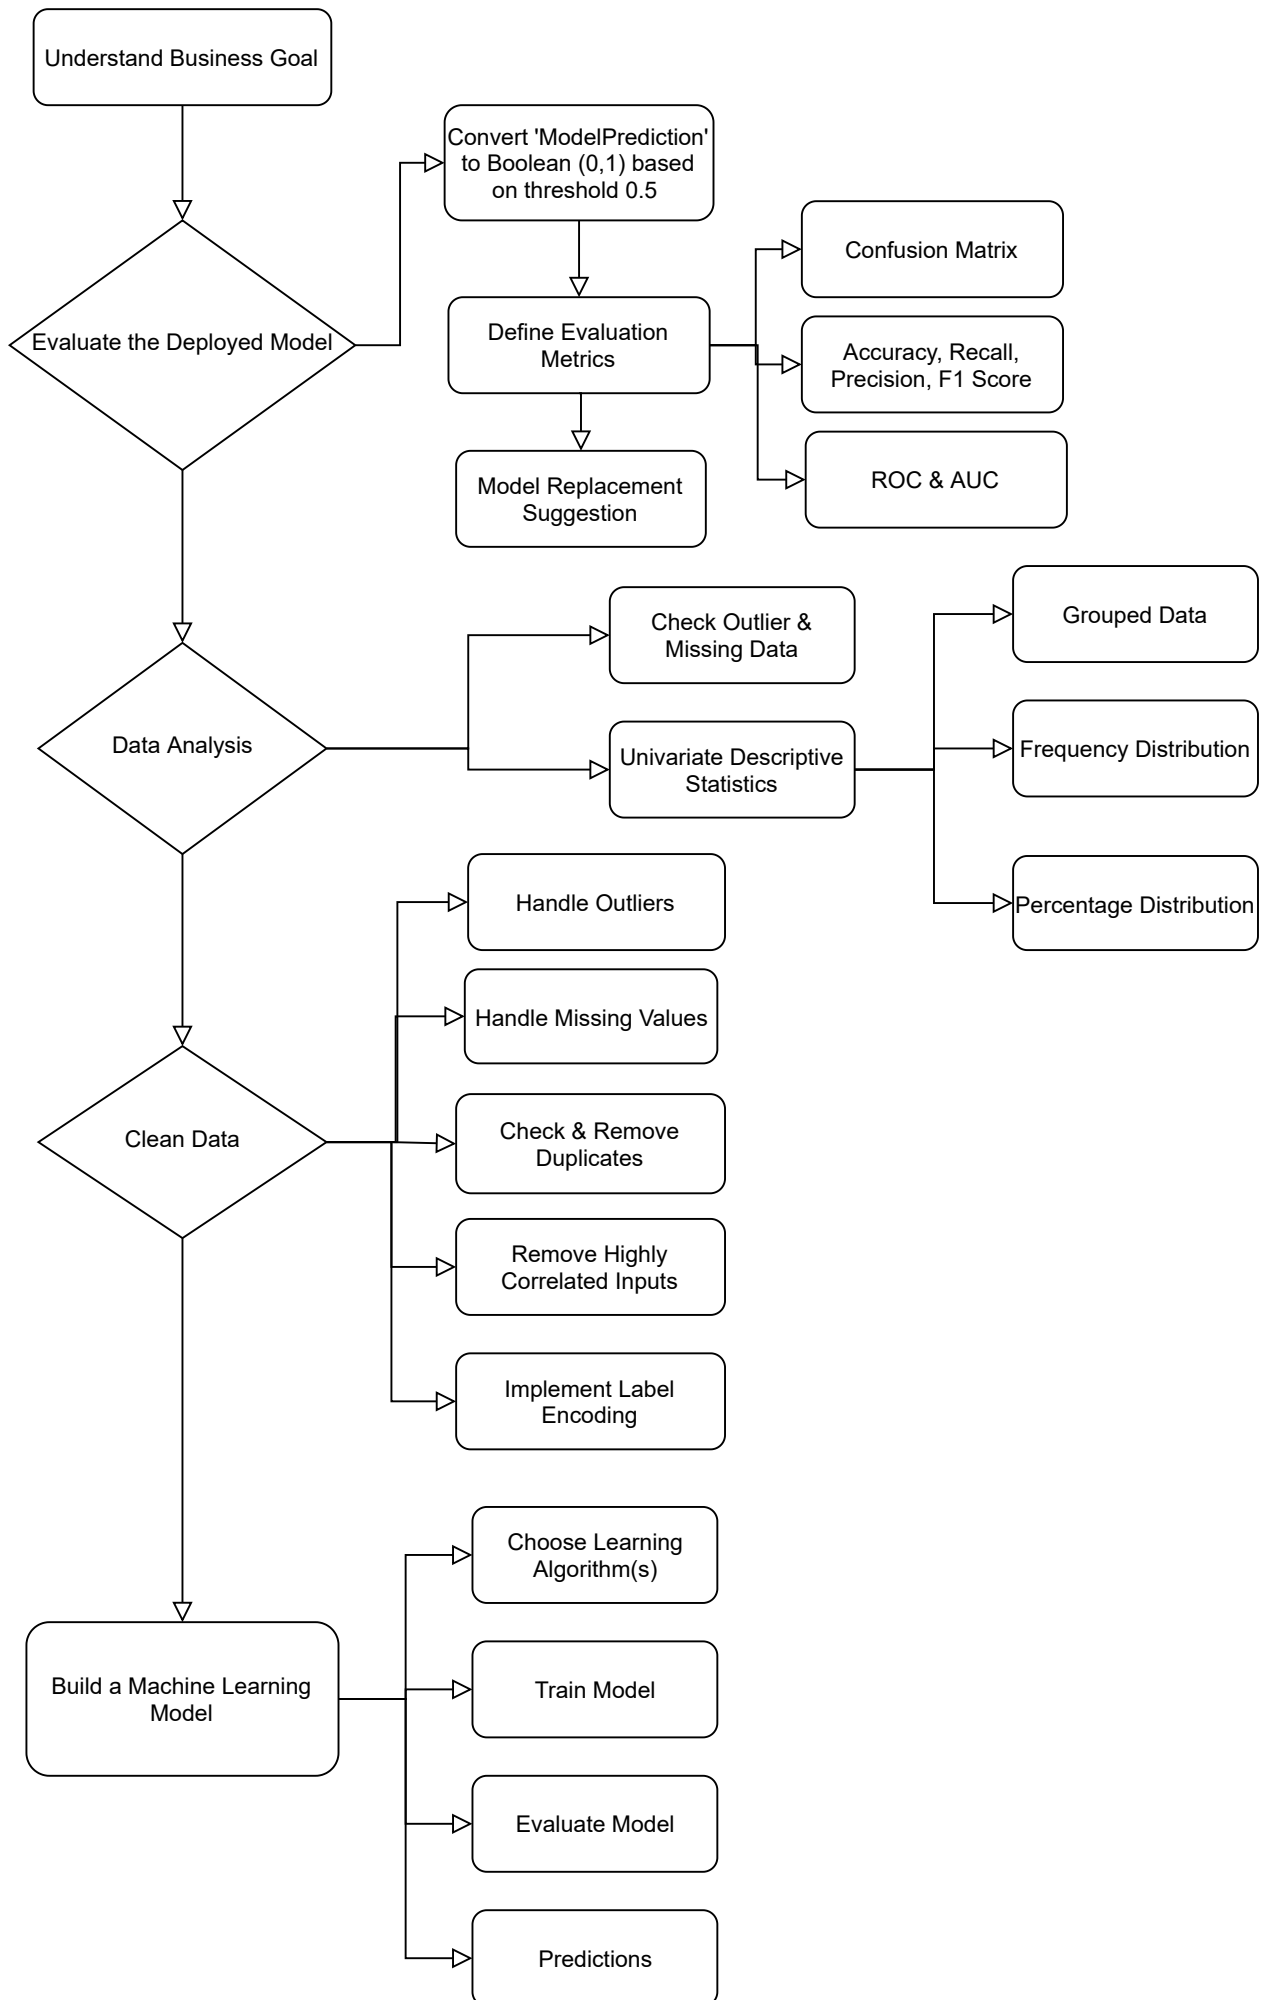 Understand Business Goal
Convert 'ModelPrediction'
to Boolean (0,1) based
on threshold 0.5
Evaluate the Deployed Model
Define Evaluation
Metrics
Confusion Matrix
Accuracy, Recall,
Precision, F1 Score
ROC & AUC
Model Replacement
Suggestion
Data Analysis
Check Outlier &
Missing Data
Univariate Descriptive
Statistics
Grouped Data
Frequency Distribution
Percentage Distribution
Clean Data
Handle Outliers
Handle Missing Values
Check & Remove
Duplicates
Remove Highly
Correlated Inputs
Implement Label
Encoding
Build a Machine Learning
Model
Choose Learning
Algorithm(s)
Train Model
Evaluate Model
Predictions